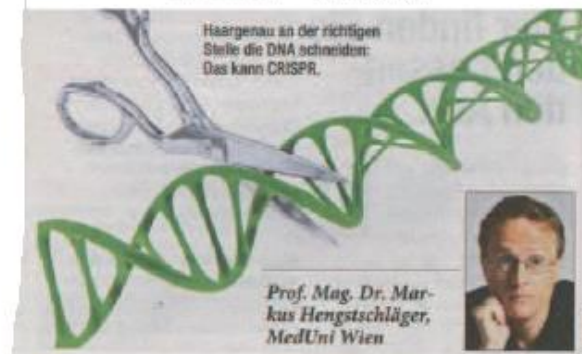 Haargenau an der richtigen
Stelle die DNA schneiden:
Das kann CRISPR.
Prof. Mag. Dr. Mar-
kus Hengstschläger,
MedUni Wien